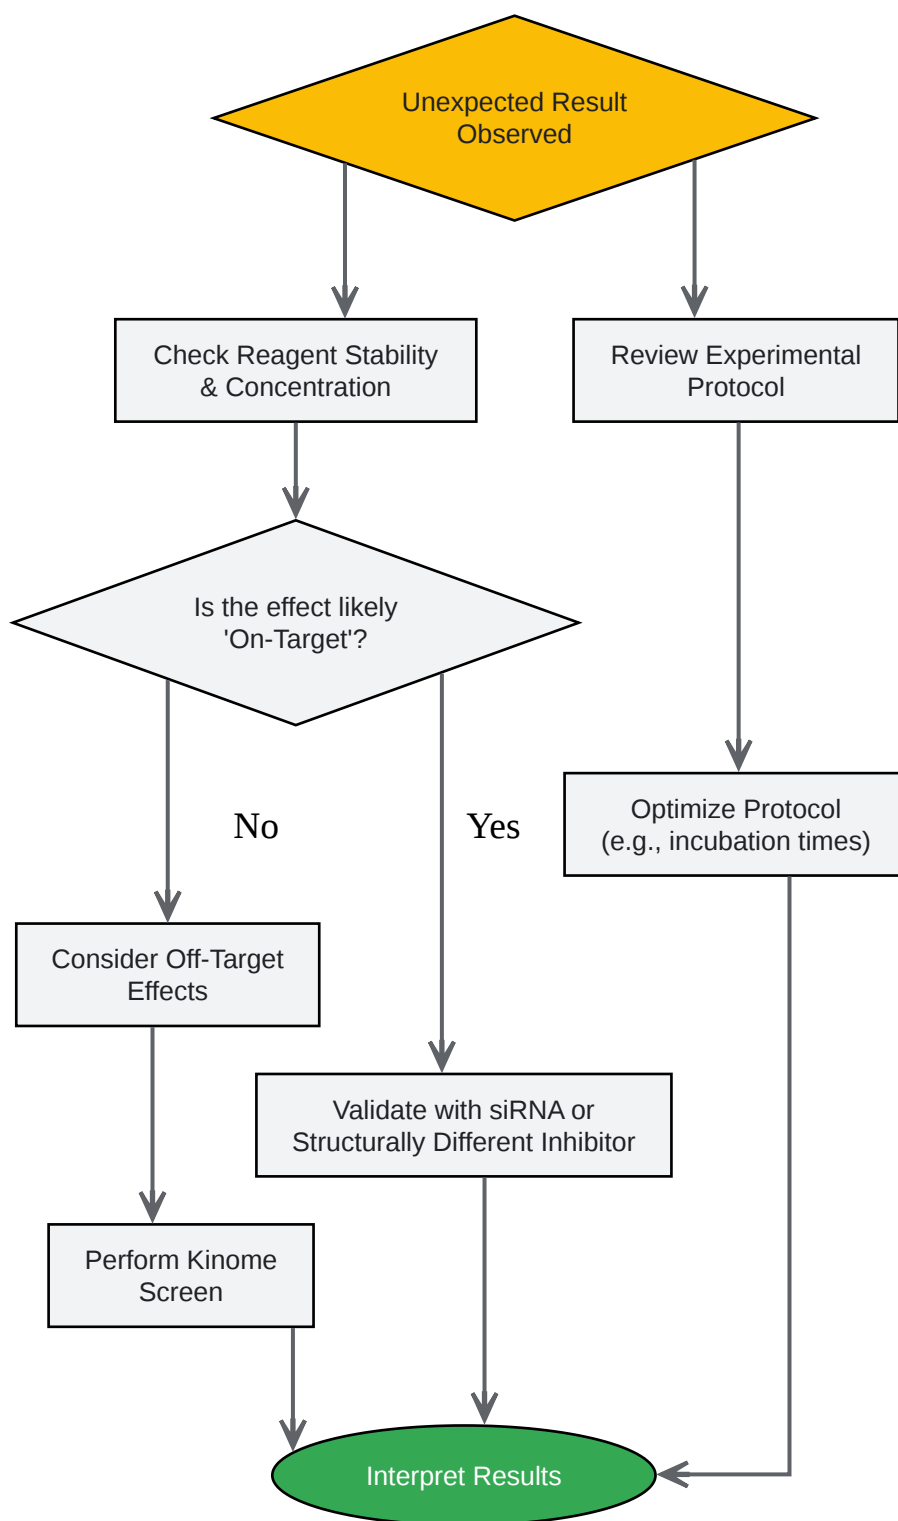 Unexpected Result
Observed
Check Reagent Stability
& Concentration
Review Experimental
Protocol
Is the effect likely
'On-Target'?
No
Yes
Optimize Protocol
(e.g., incubation times)
Consider Off-Target
Effects
Validate with siRNA or
Structurally Different Inhibitor
Perform Kinome
Screen
Interpret Results